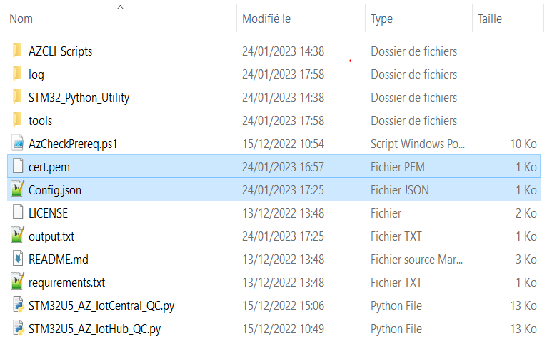 Nom Modifié le Type Taille
AZCLI Scripts 24/01/2023 14:38 Dossier de fichiers
log 24/01/2023 17:58 Dossier de fichiers
STM32_Python_Utility 24/01/2023 14:38 Dossier de fichiers
tools 24/01/2023 17:58 Dossier de fichiers
AzCheckPrereq.ps1 15/12/2022 10:54 Script Windows Po... 10 Ko
cert.pem 24/01/2023 16:57 Fichier PEM 1 Ko
Config.json 24/01/2023 17:25 Fichier JSON 1 Ko
LICENSE 13/12/2022 13:48 Fichier 2 Ko
output.txt 24/01/2023 17:25 Fichier TXT 1 Ko
README.md 13/12/2022 13:48 Fichier source Mar... 3 Ko
requirements.txt 13/12/2022 13:48 Fichier TXT 1 Ko
STM32U5_AZ_IotCentral_QC.py 15/12/2022 15:06 Python File 13 Ko
STM32U5_AZ_IotHub_QC.py 15/12/2022 10:49 Python File 13 Ko